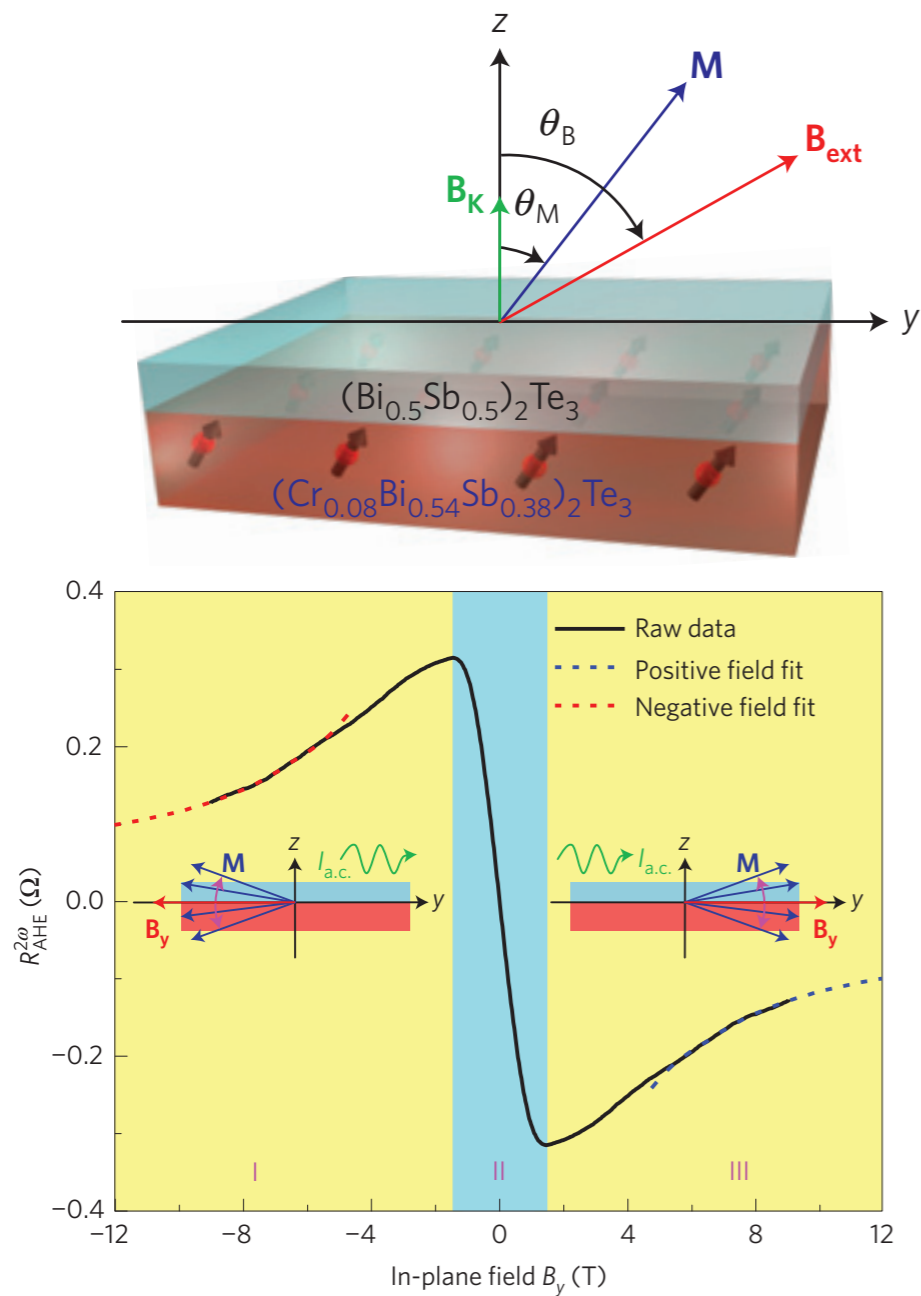 z
M
θB
Bext
BK
θM
y
(Bi0.5Sb0.5)2Te3
(Cr0.08Bi0.54Sb0.38)2Te3
0.4
Raw data
Positive field fit
Negative field fit
0.2
z
M
Ia.c.
y
By
z
Ia.c.
M
y
By
0.0
R2ωAHE (Ω)
−0.2
I
II
III
−0.4
−12
−8
−4
0
4
8
12
In-plane field By (T)